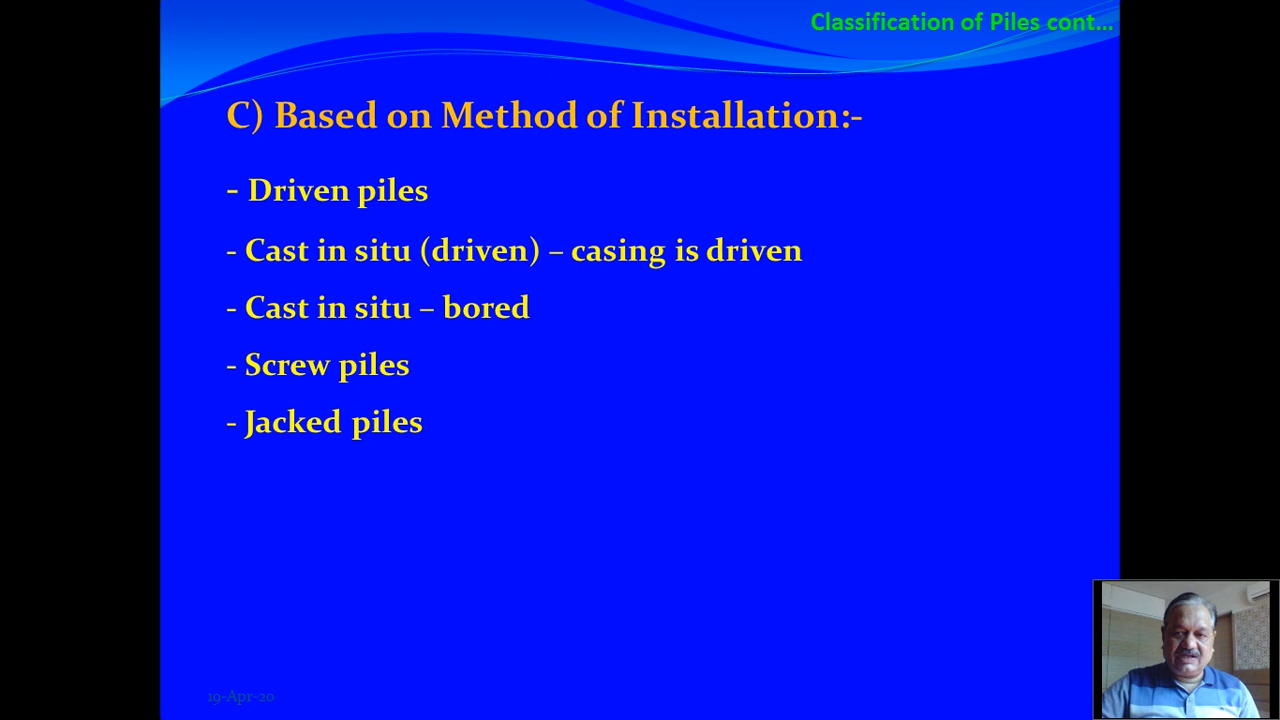 Classification of Piles cont...
C) Based on Method of Installation:-
- Driven piles
- Cast in situ (driven) – casing is driven
- Cast in situ – bored
- Screw piles
- Jacked piles
19-Apr-20